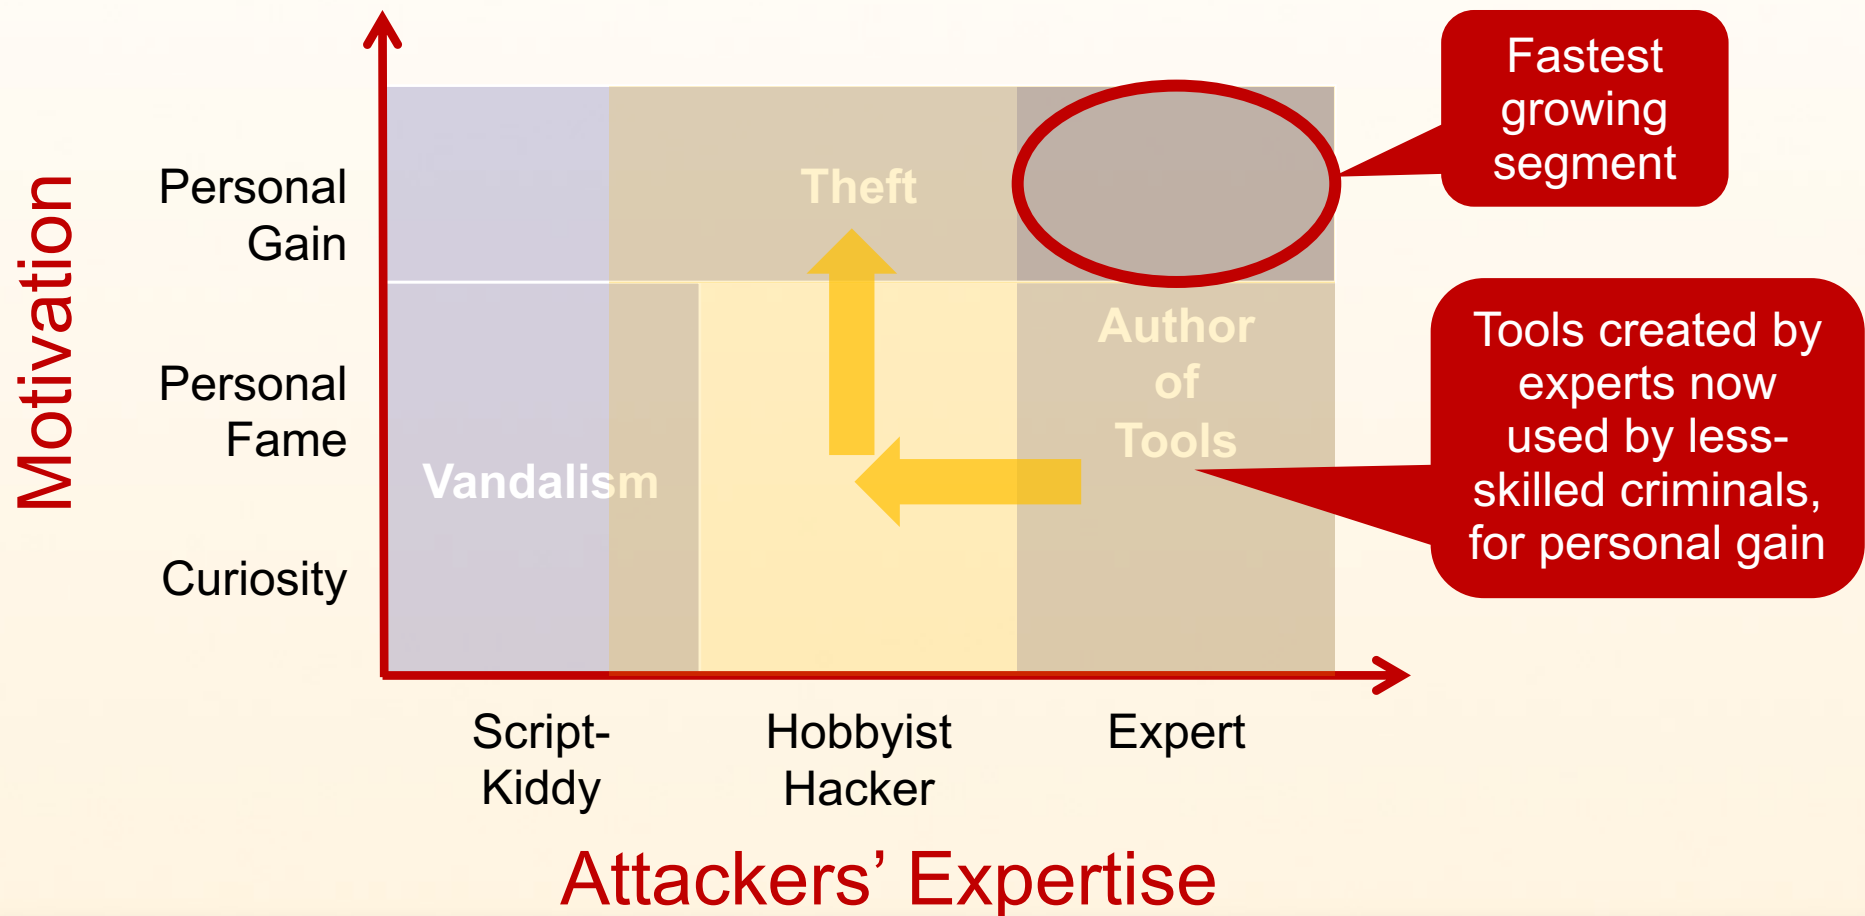 Motivation
Personal
Gain
Personal
Fame
Curiosity
Theft
Vandalism
Author
of
Tools
Fastest
growing
segment
Tools created by
experts now
used by less-
skilled criminals,
for personal gain
Script-
Kiddy
Hobbyist
Hacker
Expert
Attackers’ Expertise